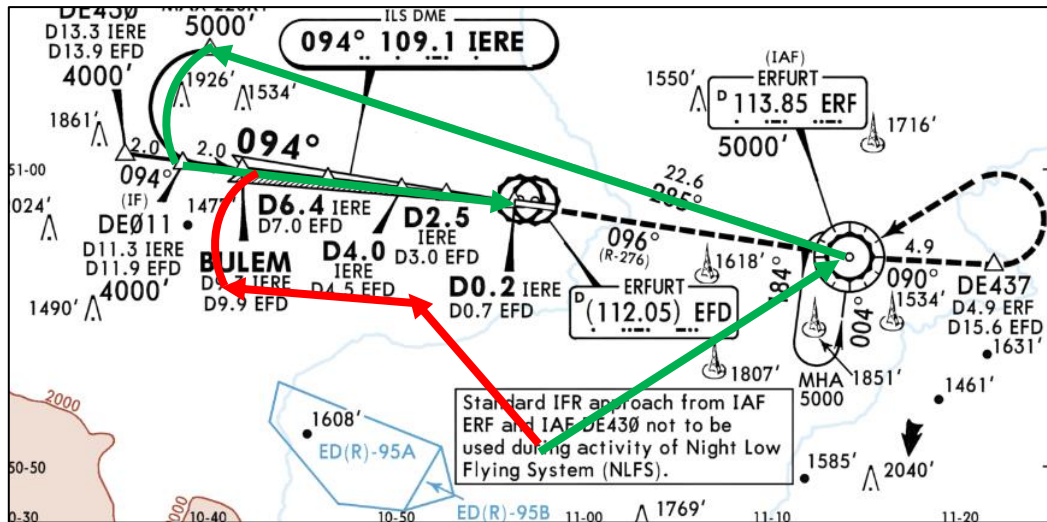 DE430
D13.3 IERE
D13.9 EFD
4000'
5000'
ILS DME
094° 109.1 IERE
1926'
1534'
1861'
2.0
2.0
094°
094°
51-00
024'
(IF)
DE011
D11.3 IERE
D11.9 EFD
4000'
BULEM
D9.9 EFD
1490'
D6.4 IERE
D7.0 EFD
D4.0
IERE
D4.5 EFD
D2.5
IERE
D3.0 EFD
D0.2 IERE
D0.7 EFD
1550'
(IAF)
ERFURT
D 113.85 ERF
5000'
1716'
22.6
285°
096°
(R-276)
1618'
ERFURT
D (112.05) EFD
184°
004°
MHA
5000
4.9
090°
1534'
DE437
D4.9 ERF
D15.6 EFD
1631'
1807'
1851'
1461'
2000
1608'
ED(R)-95A
ED(R)-95B
Standard IFR approach from IAF
ERF and IAF DE430 not to be
used during activity of Night Low
Flying System (NLFS).
1585'
2040'
1769'
50-50
0-30
10-40
10-50
11-00
11-10
11-20